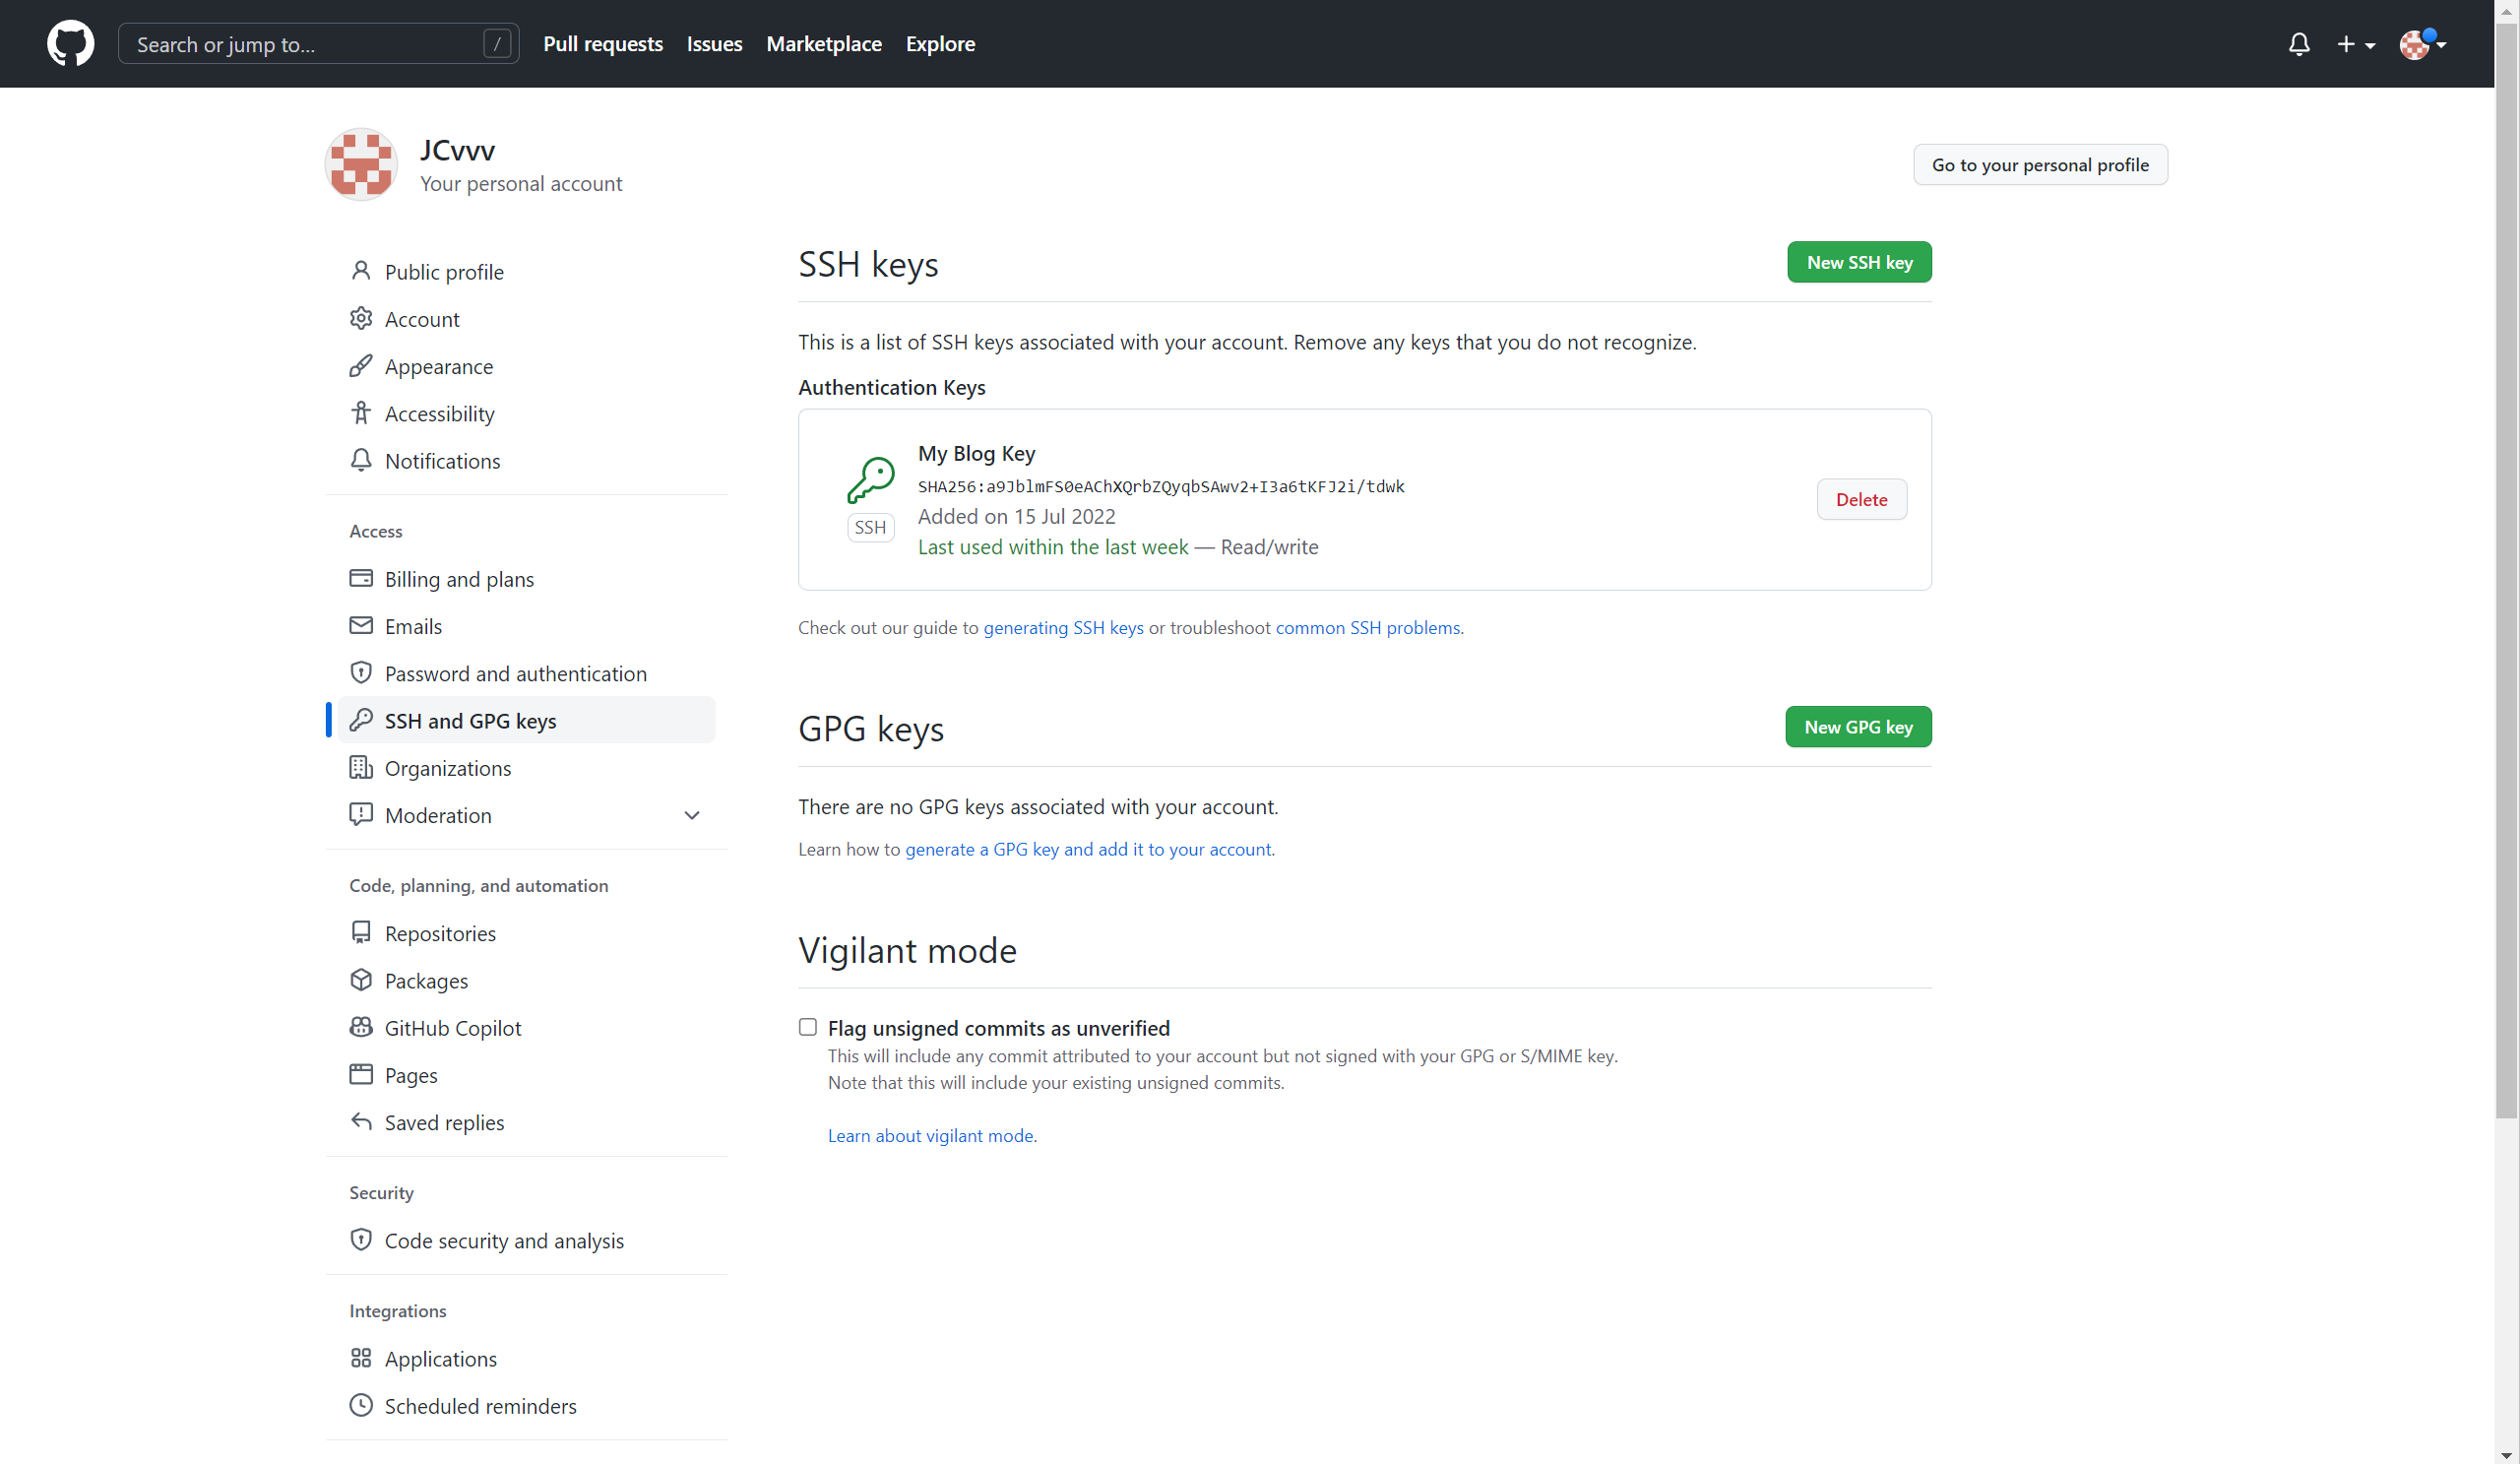 Search or jump to... /
Pull requests
Issues
Marketplace
Explore
JCvvv
Your personal account
Go to your personal profile
Public profile
Account
Appearance
Accessibility
Notifications
Access
Billing and plans
Emails
Password and authentication
SSH and GPG keys
Organizations
Moderation
Code, planning, and automation
Repositories
Packages
GitHub Copilot
Pages
Saved replies
Security
Code security and analysis
Integrations
Applications
Scheduled reminders
SSH keys
New SSH key
This is a list of SSH keys associated with your account. Remove any keys that you do not recognize.
Authentication Keys
My Blog Key
SHA256:a9JblmFS0eAChXQrbZQyqbSAwv2+I3a6tKFJ2i/tdwk
SSH
Added on 15 Jul 2022
Last used within the last week — Read/write
Delete
Check out our guide to generating SSH keys or troubleshoot common SSH problems.
GPG keys
New GPG key
There are no GPG keys associated with your account.
Learn how to generate a GPG key and add it to your account.
Vigilant mode
Flag unsigned commits as unverified
This will include any commit attributed to your account but not signed with your GPG or S/MIME key.
Note that this will include your existing unsigned commits.
Learn about vigilant mode.